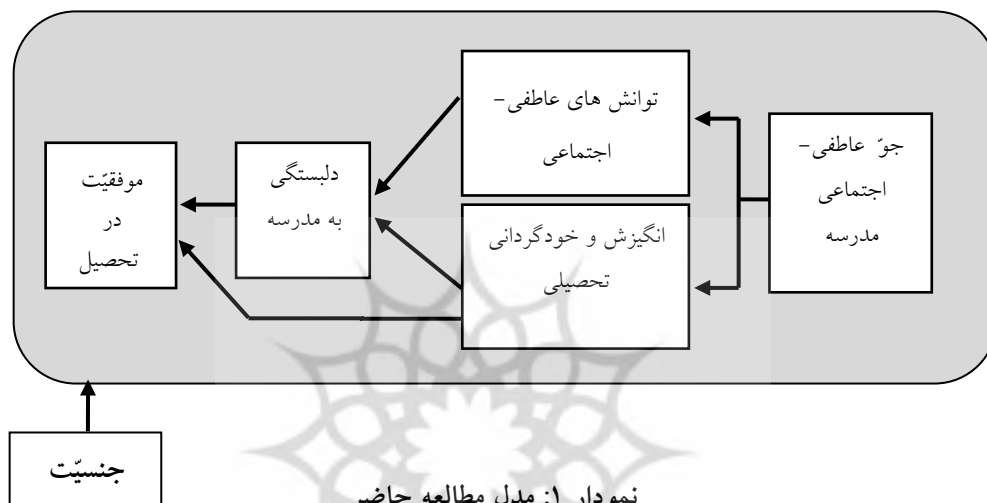 جوّ عاطفی–
اجتماعی
مدرسه
توانش های عاطفی–
اجتماعی
انگیزش و خودگردانی
تحصیلی
دلبستگی
به مدرسه
موفقیّت
در
تحصیل
جنسیّت
نمودار ۱: مدل مطالعه حاضر